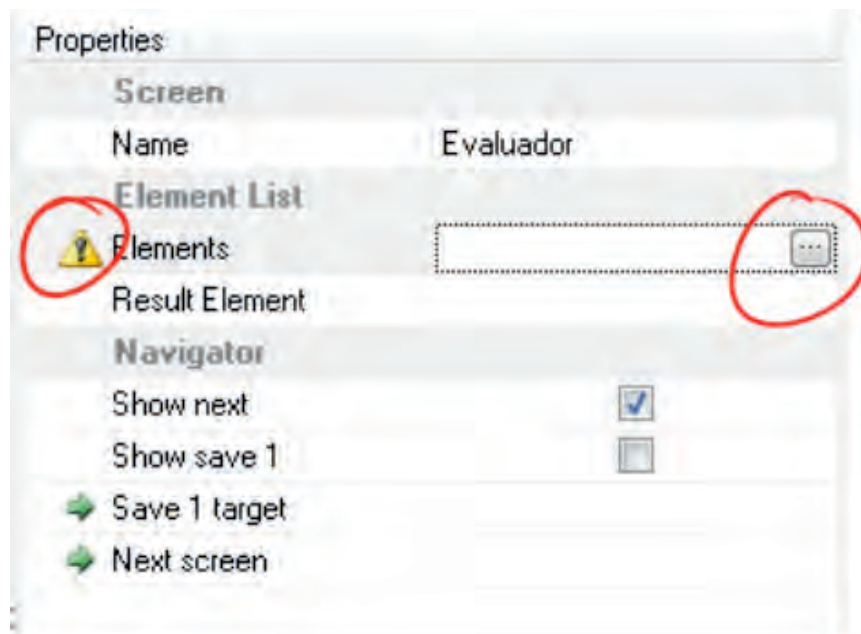 Properties
Screen
Name Evaluador
Element List
Elements ...
Result Element
Navigator
Show next
Show save 1
Save 1 target
Next screen